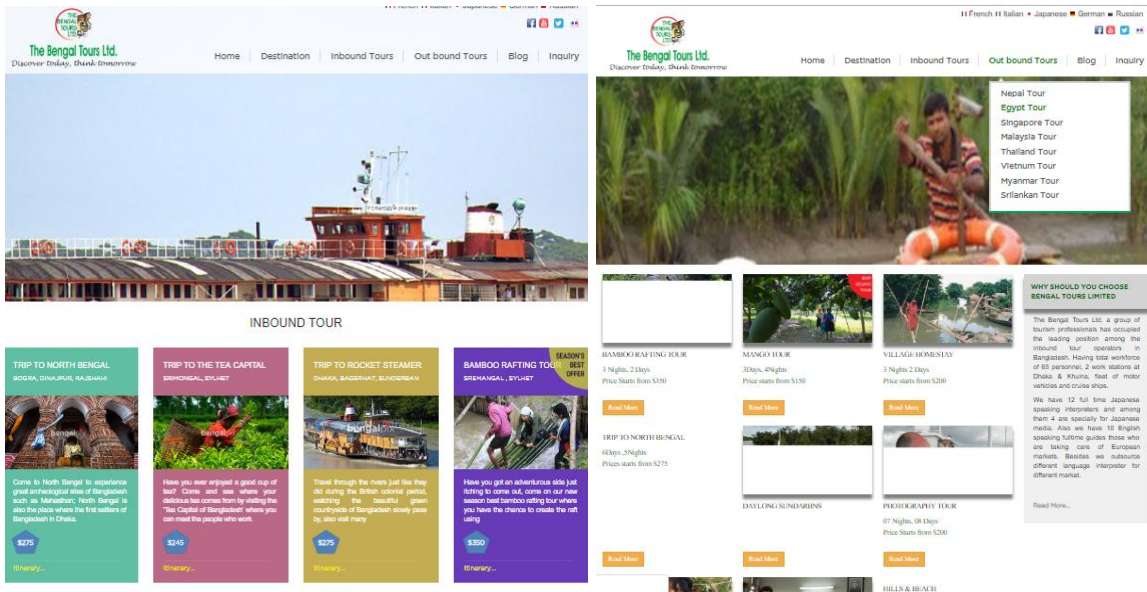 French Italian Japanese German Russian
THE
BENGAL
TOURS
LTD.
The Bengal Tours Ltd.
Discover today, think tomorrow
Home Destination Inbound Tours Out bound Tours Blog Inquiry
INBOUND TOUR
TRIP TO NORTH BENGAL
BOGRA, DINAJPUR, RAJSHAHI
Come to North Bengal to experience
great archeological sites of Bangladesh
such as Mahasthan; North Bengal is
also the place where the first settlers of
Bangladesh in Dhaka.
$275
Itinerary...
TRIP TO THE TEA CAPITAL
SRIMONGAL, SYLHET
bengal
Have you ever enjoyed a good cup of
tea? Come and see where your
delicious tea comes from by visiting the
'Tea Capital of Bangladesh' where you
can meet the people who work
$245
Itinerary...
TRIP TO ROCKET STEAMER
DHAKA, BAGERHAT, SUNDERBAN
bengal
Travel through the rivers just like they
did during the British colonial period,
watching the beautiful green
countryside of Bangladesh slowly pass
by, also visit many
$275
Itinerary...
BAMBOO RAFTING TOUR
SREMANGAL , SYLHET
SEASON'S
BEST
OFFER
Have you got an adventurous side just
itching to come out, come on our new
season best bamboo rafting tour where
you have the chance to create the raft
using
$350
Itinerary...
French Italian Japanese German Russian
THE
BENGAL
TOURS
LTD.
The Bengal Tours Ltd.
Discover today, think tomorrow
Home Destination Inbound Tours Out bound Tours Blog Inquiry
Nepal Tour
Egypt Tour
Singapore Tour
Malaysia Tour
Thailand Tour
Vietnum Tour
Myanmar Tour
Srilankan Tour
BAMBOO RAFTING TOUR
3 Nights, 2 Days
Price Starts from $350
Read More
MANGO TOUR
3Days, 4Nights
Price starts from $150
Read More
VILLAGE HOMESTAY
3 Nights 2 Days
Price starts from $200
Read More
TRIP TO NORTH BENGAL
6Days ,5Nights
Prices starts from $275
Read More
DAYLONG SUNDARBNS
Read More
PHOTOGRAPHY TOUR
07 Nights, 08 Days
Price Starts from $200
Read More
HILLS & BEACH
WHY SHOULD YOU CHOOSE
BENGAL TOURS LIMITED
The Bengal Tours Ltd. a group of
tourism professionals has occupied
the leading position among the
inbound tour operators in
Bangladesh. Having total workforce
of 65 personnel, 2 work stations at
Dhaka & Khulna, fleet of motor
vehicles and cruise ships.
We have 12 full time Japanese
speaking interpreters and among
them 4 are specially for Japanese
media. Also we have 10 English
speaking fulltime guides those who
are taking care of European
markets. Besides we outsource
different language interpreter for
different market.
Read More...